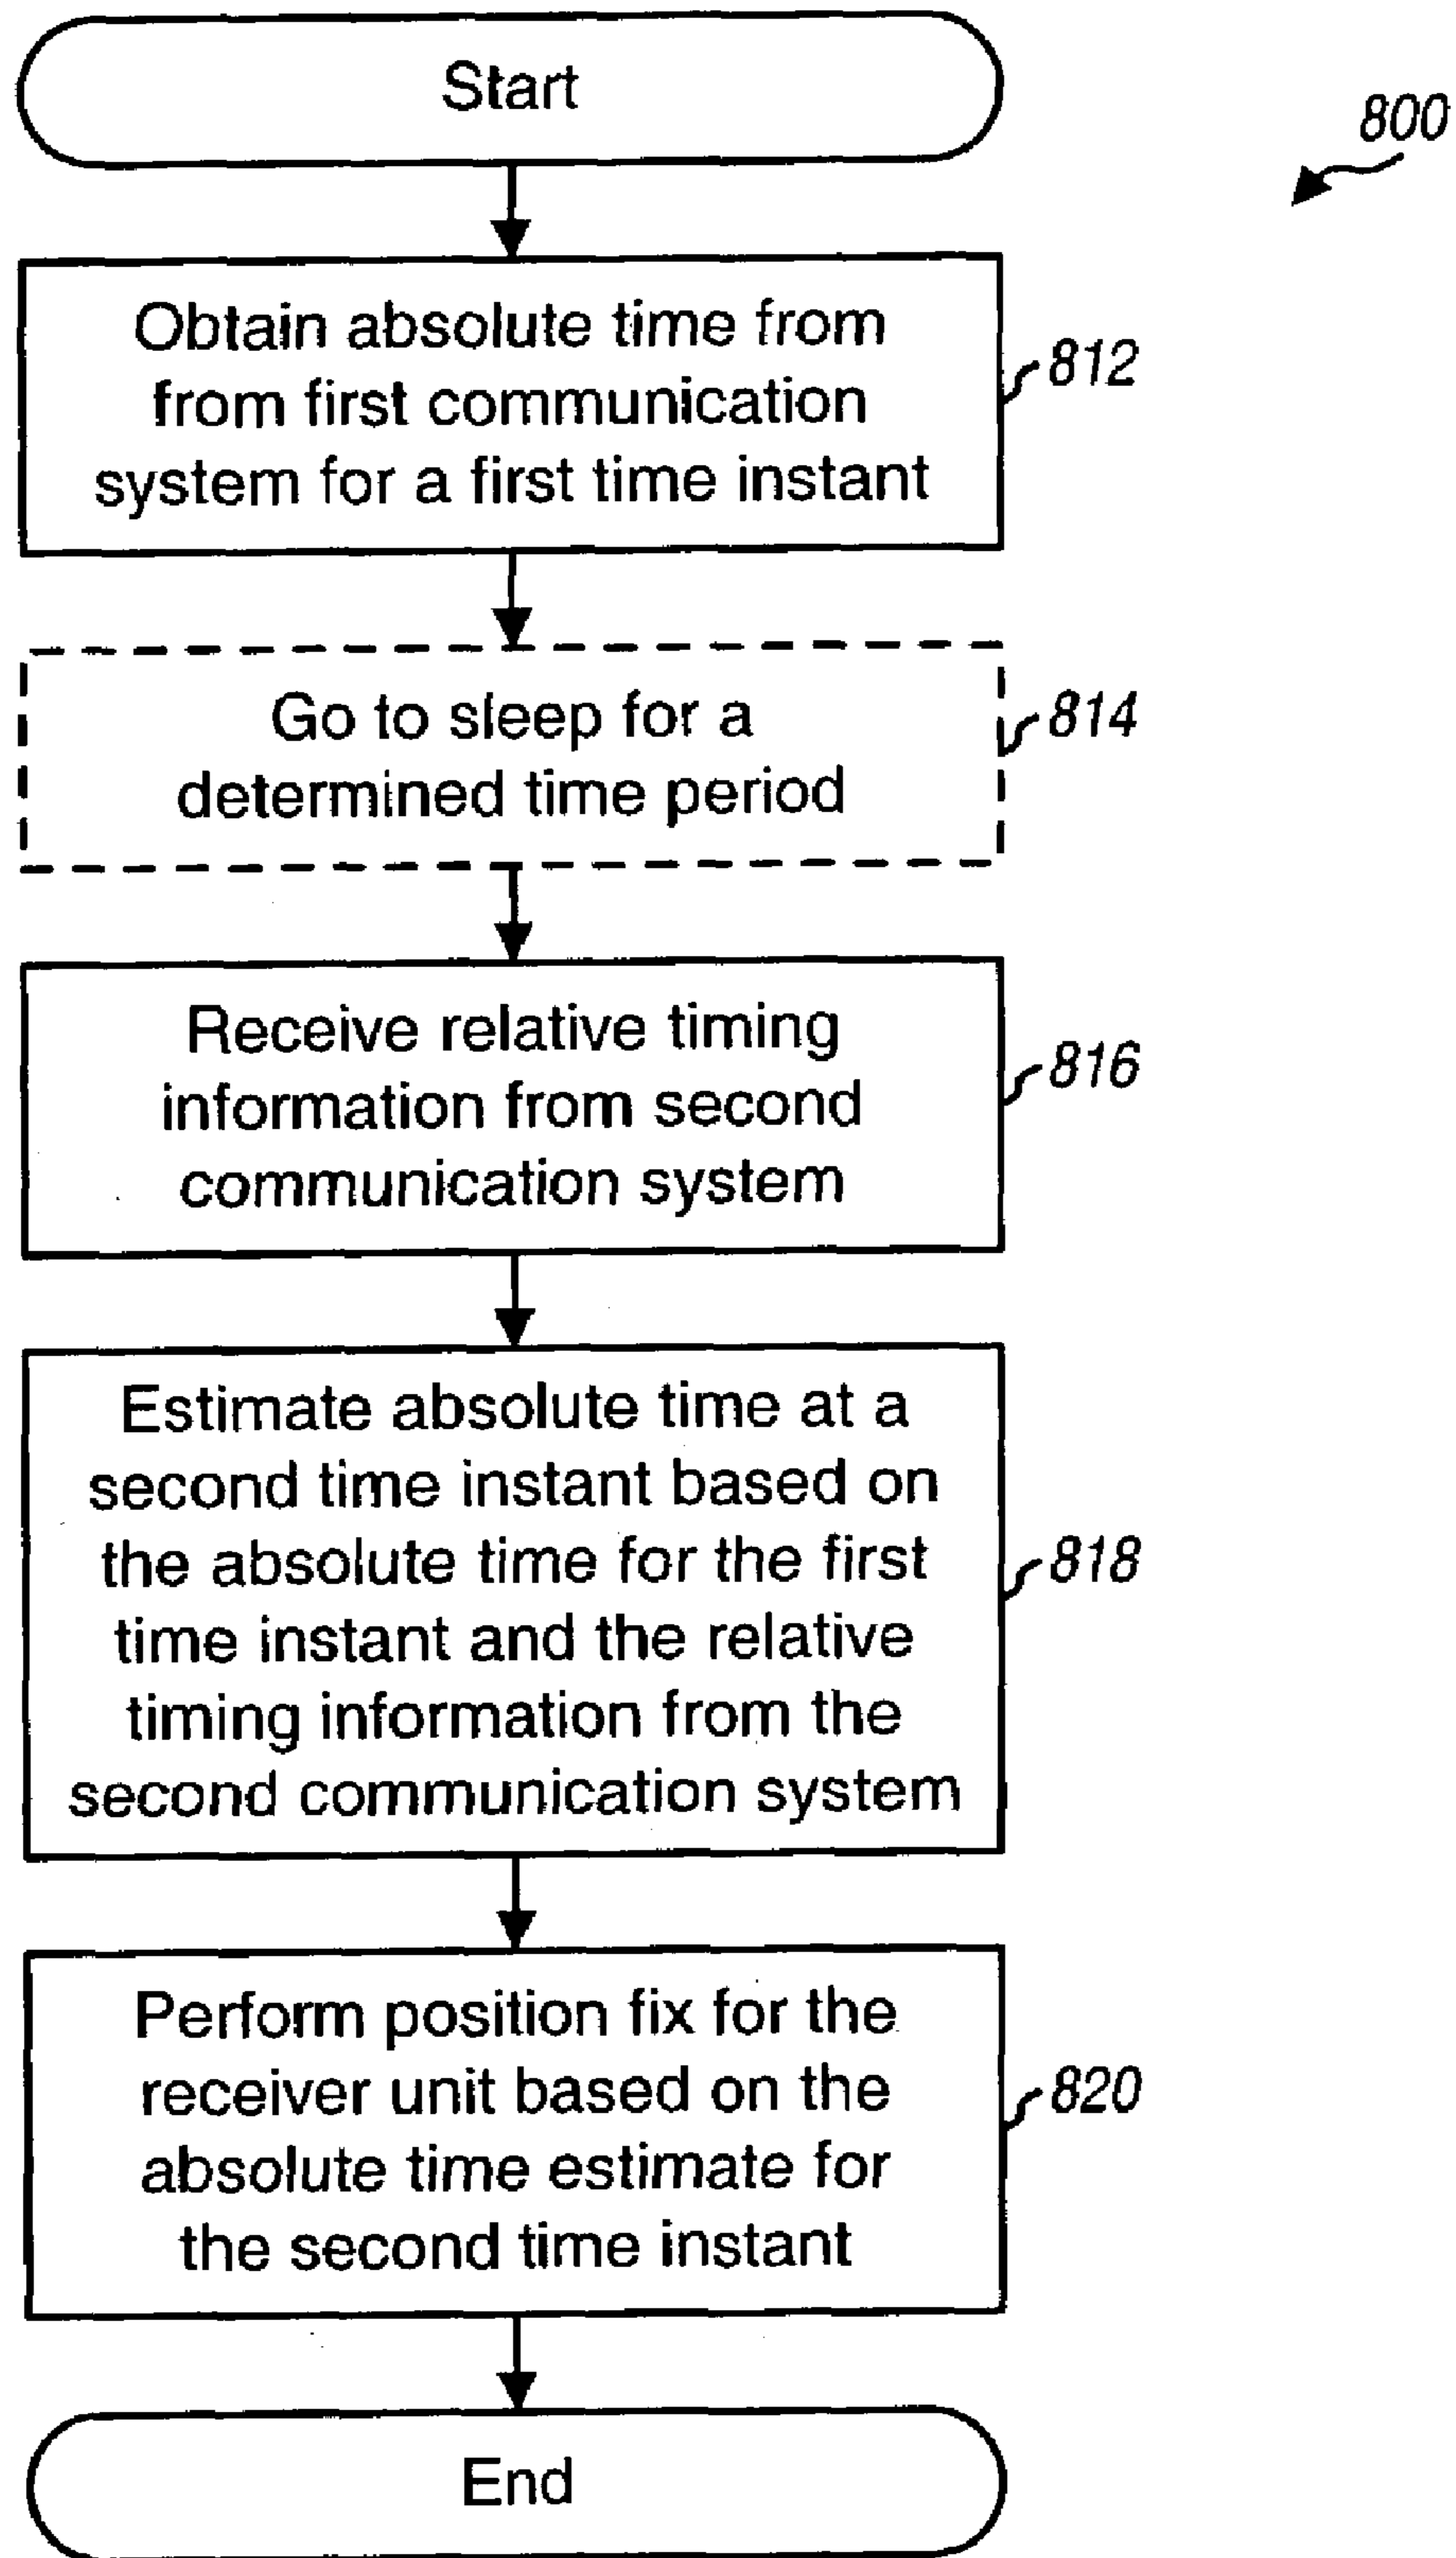 Start
800
Obtain absolute time from
from first communication
system for a first time instant
812
Go to sleep for a
determined time period
814
Receive relative timing
information from second
communication system
816
Estimate absolute time at a
second time instant based on
the absolute time for the first
time instant and the relative
timing information from the
second communication system
818
Perform position fix for the
receiver unit based on the
absolute time estimate for
the second time instant
820
End